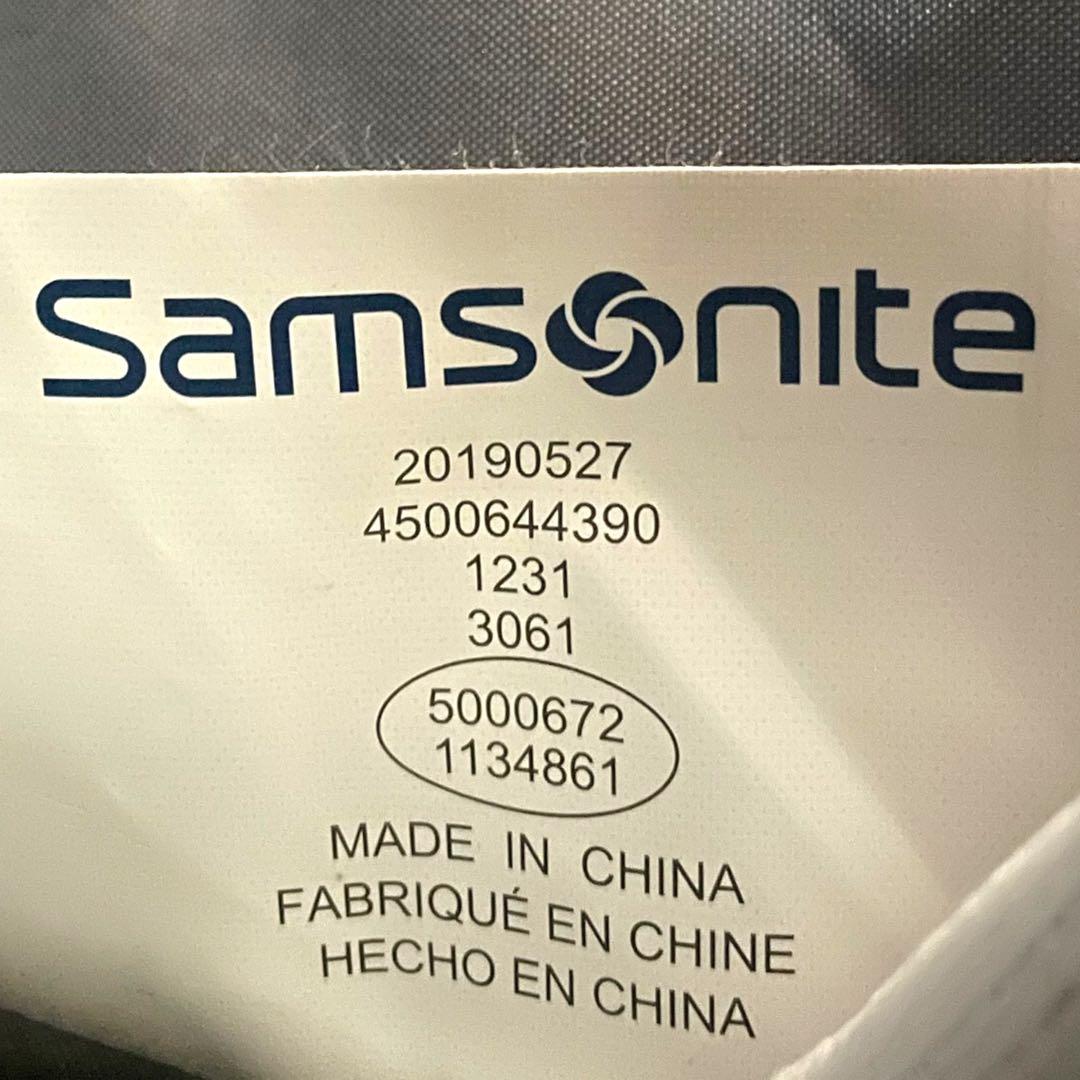 Samsonite
20190527
4500644390
1231
3061
5000672
1134861
MADE IN CHINA
FABRIQUÉ EN CHINE
HECHO EN CHINA